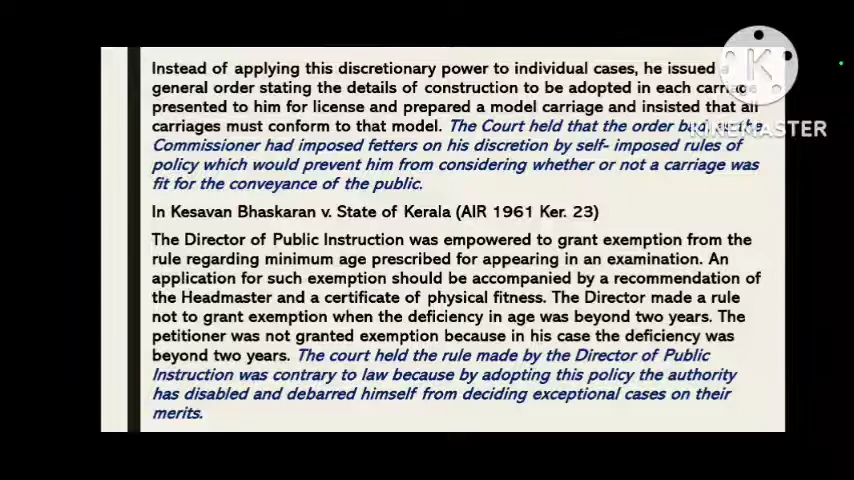 Instead of applying this discretionary power to individual cases, he issued a
general order stating the details of construction to be adopted in each carriage
presented to him for license and prepared a model carriage and insisted that all
carriages must conform to that model. The Court held that the order bad, as the
Commissioner had imposed fetters on his discretion by self- imposed rules of
policy which would prevent him from considering whether or not a carriage was
fit for the conveyance of the public.
In Kesavan Bhaskaran v. State of Kerala (AIR 1961 Ker. 23)
The Director of Public Instruction was empowered to grant exemption from the
rule regarding minimum age prescribed for appearing in an examination. An
application for such exemption should be accompanied by a recommendation of
the Headmaster and a certificate of physical fitness. The Director made a rule
not to grant exemption when the deficiency in age was beyond two years. The
petitioner was not granted exemption because in his case the deficiency was
beyond two years. The court held the rule made by the Director of Public
Instruction was contrary to law because by adopting this policy the authority
has disabled and debarred himself from deciding exceptional cases on their
merits.
K
KINEMASTER